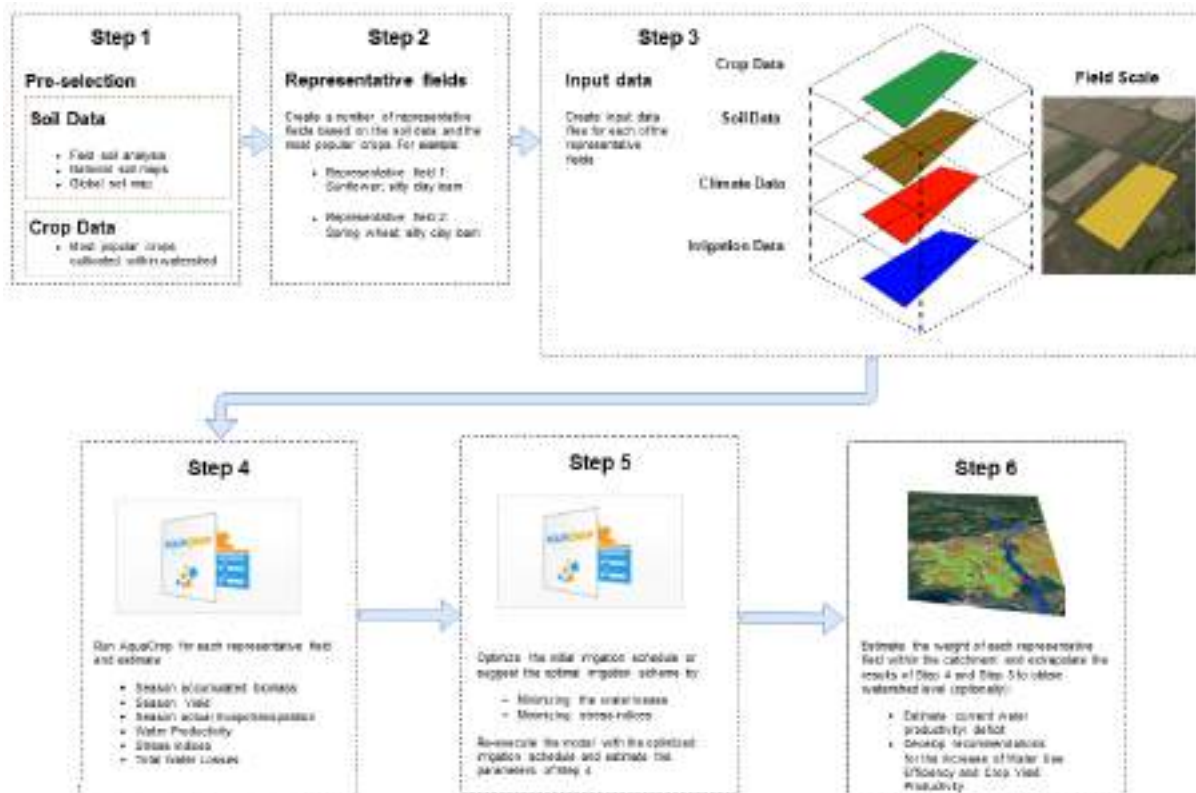 Step 1
Pre-selection
Soil Data
Field soil analysis
National soil maps
Global soil map
Crop Data
Most popular crops
cultivated within watershed
Step 2
Representative fields
Create a number of representative
fields based on the soil data and the
most popular crops. For example:
Representative field 1:
Sunflower; silty clay loam
Representative field 2:
Spring wheat; silty clay loam
Step 3
Input data
Create input data
files for each of the
representative
fields
Crop Data
Soil Data
Climate Data
Irrigation Data
Field Scale
Step 4
AQUACROP
Run AquaCrop for each representative field
and estimate
Season accumulated biomass
Season Yield
Season actual Evapotranspiration
Water Productivity
Stress indices
Total Water Losses
Step 5
AQUACROP
Optimize the initial irrigation schedule or
suggest the optimal irrigation scheme by
– Minimizing the water losses
– Minimizing stress indices
Re-execute the model with the optimized
irrigation schedule and estimate the
parameters of Step 4
Step 6
Estimate the weight of each representative
field within the catchment and extrapolate the
results of Step 4 and Step 5 to
watershed level (optionally):
Estimate current water
productivity deficit
Develop recommendations
for the increase of Water Use
Efficiency and Crop Yield
Productivity